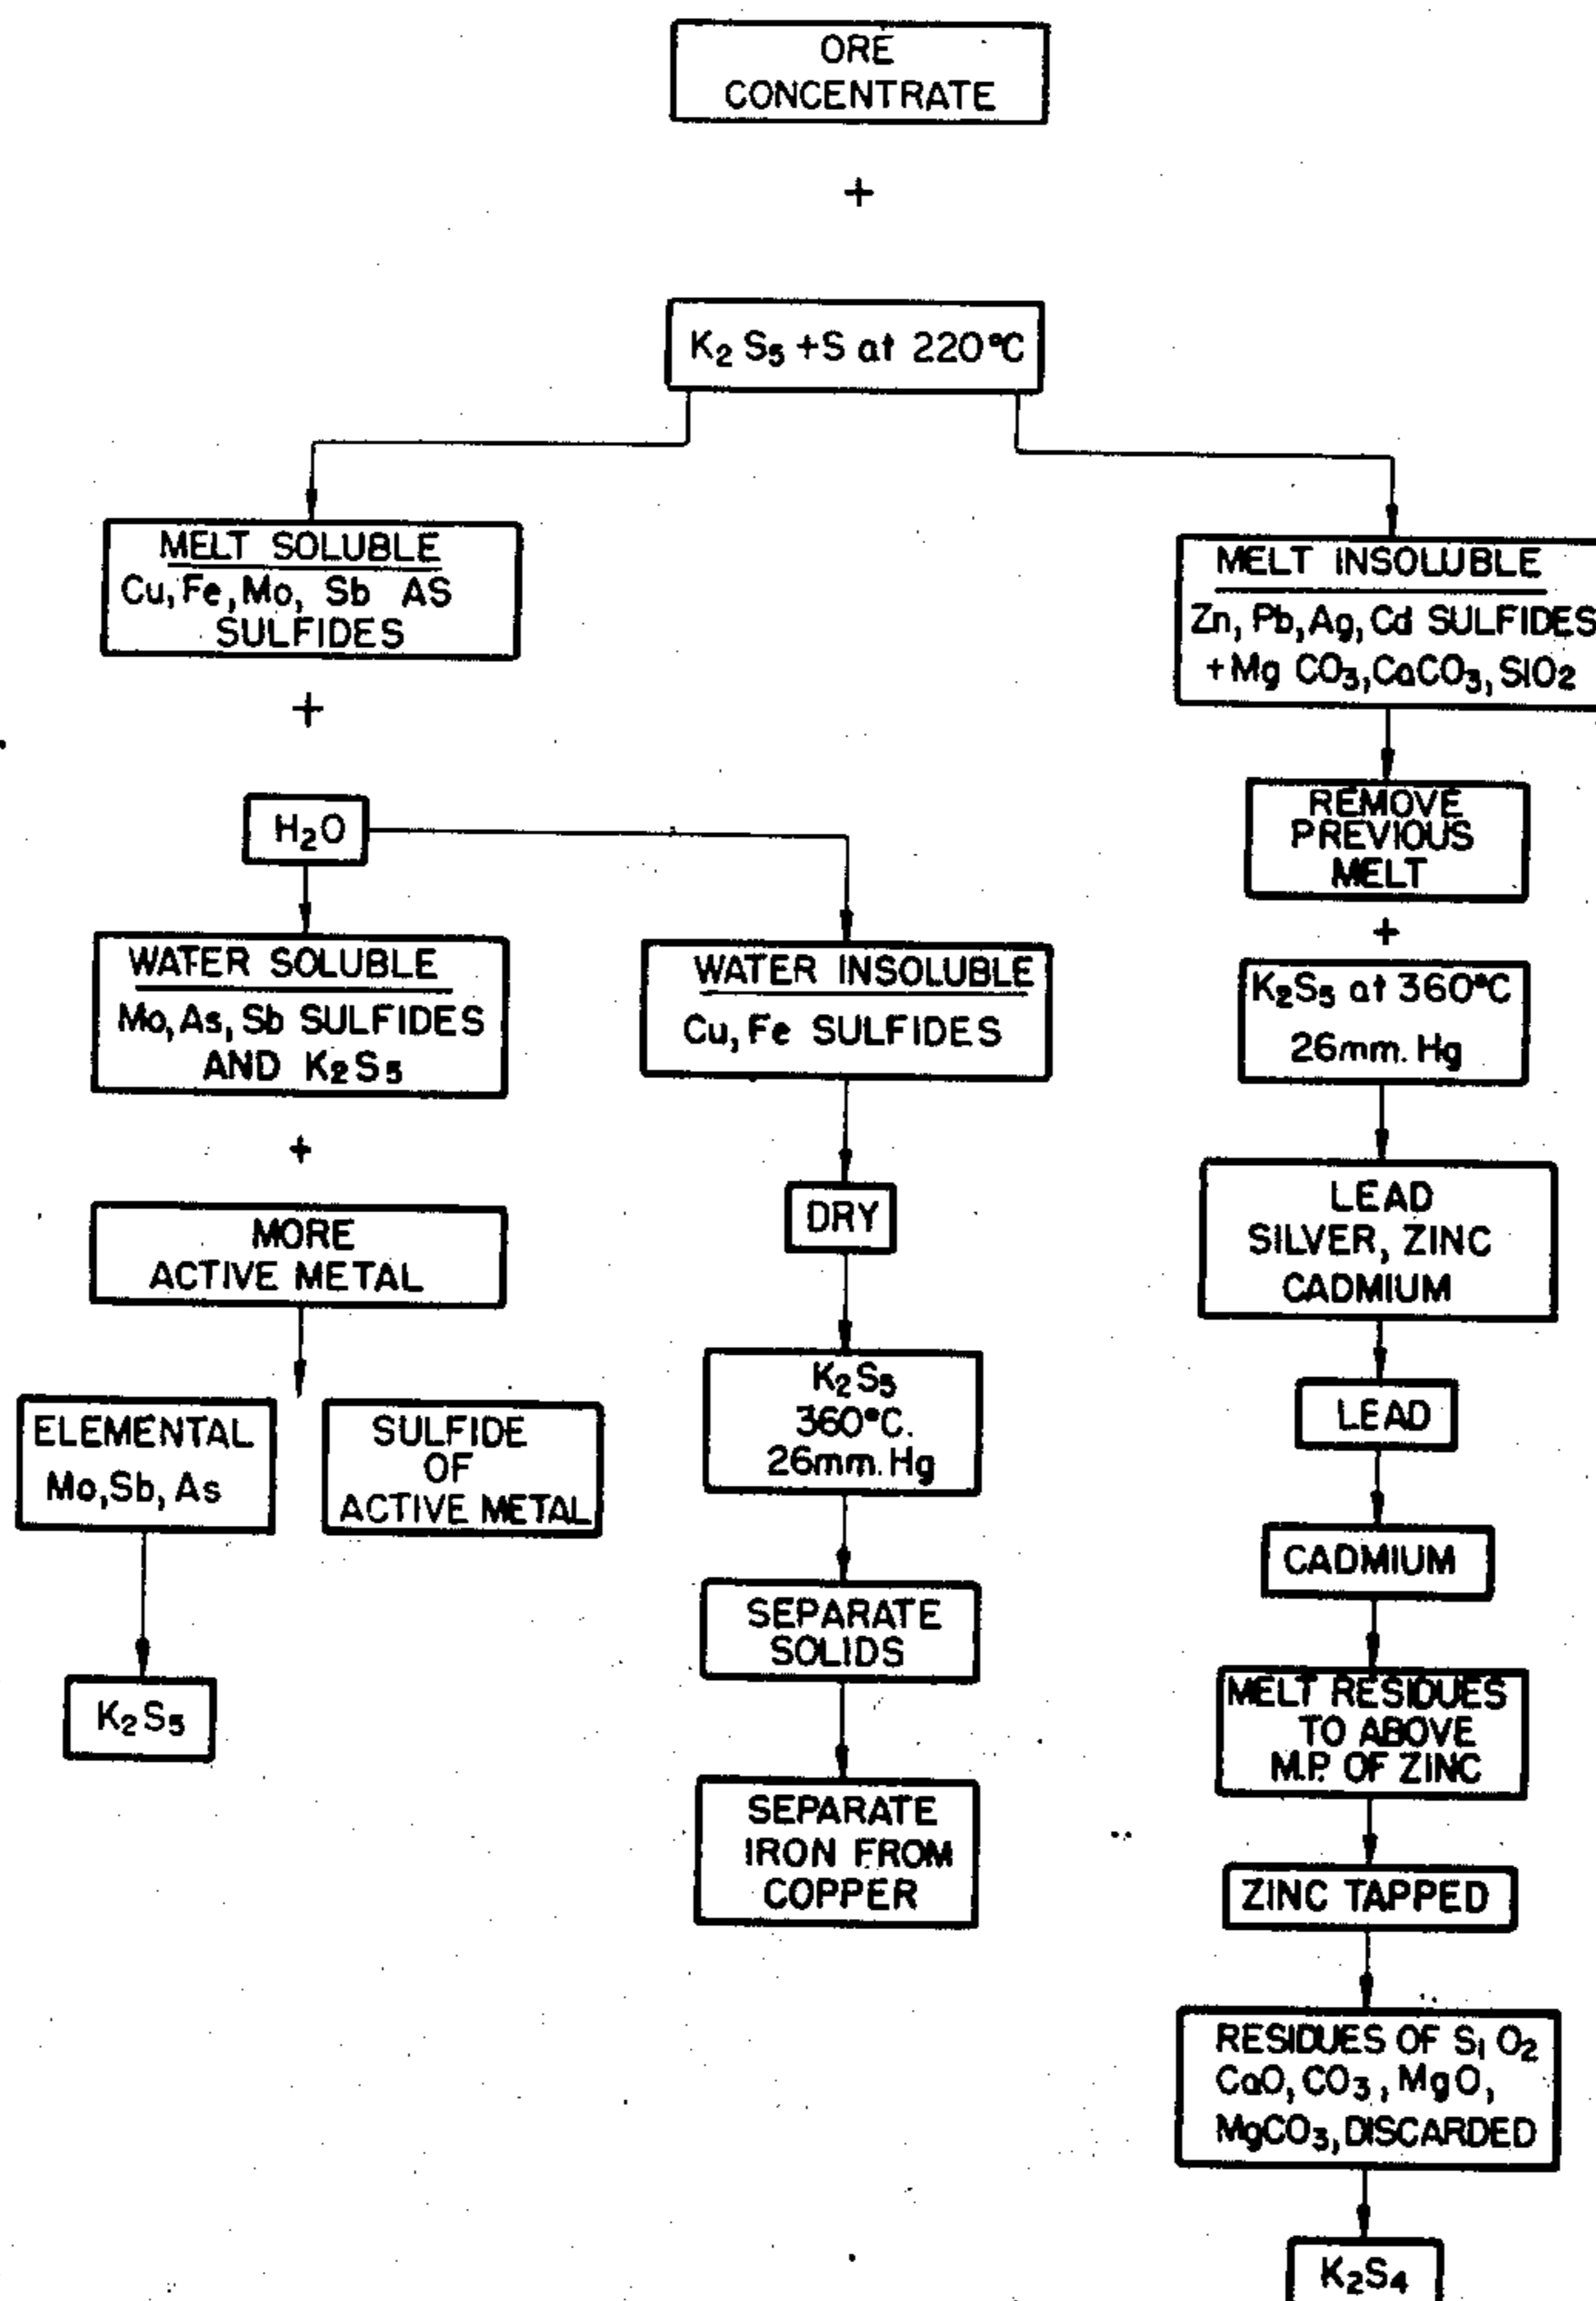 ORE
CONCENTRATE
+
K₂S₅ +S at 220°C
MELT SOLUBLE
Cu,Fe,Mo, Sb AS
SULFIDES
+
H₂O
WATER SOLUBLE
Mo,As,Sb SULFIDES
AND K₂S₅
+
MORE
ACTIVE METAL
ELEMENTAL
Mo,Sb,As
SULFIDE
OF
ACTIVE METAL
K₂S₅
WATER INSOLUBLE
Cu,Fe SULFIDES
DRY
K₂S₅
360°C.
26mm.Hg
SEPARATE
SOLIDS
SEPARATE
IRON FROM
COPPER
MELT INSOLUBLE
Zn, Pb,Ag,Cd SULFIDES
+Mg CO₃,CaCO₃,SIO₂
REMOVE
PREVIOUS
MELT
+
K₂S₅ at 360°C
26mm. Hg
LEAD
SILVER, ZINC
CADMIUM
LEAD
CADMIUM
MELT RESIDUES
TO ABOVE
M.P. OF ZINC
ZINC TAPPED
RESIDUES OF SiO₂
CaO,CO₃,MgO,
MgCO₃,DISCARDED
K₂S₄